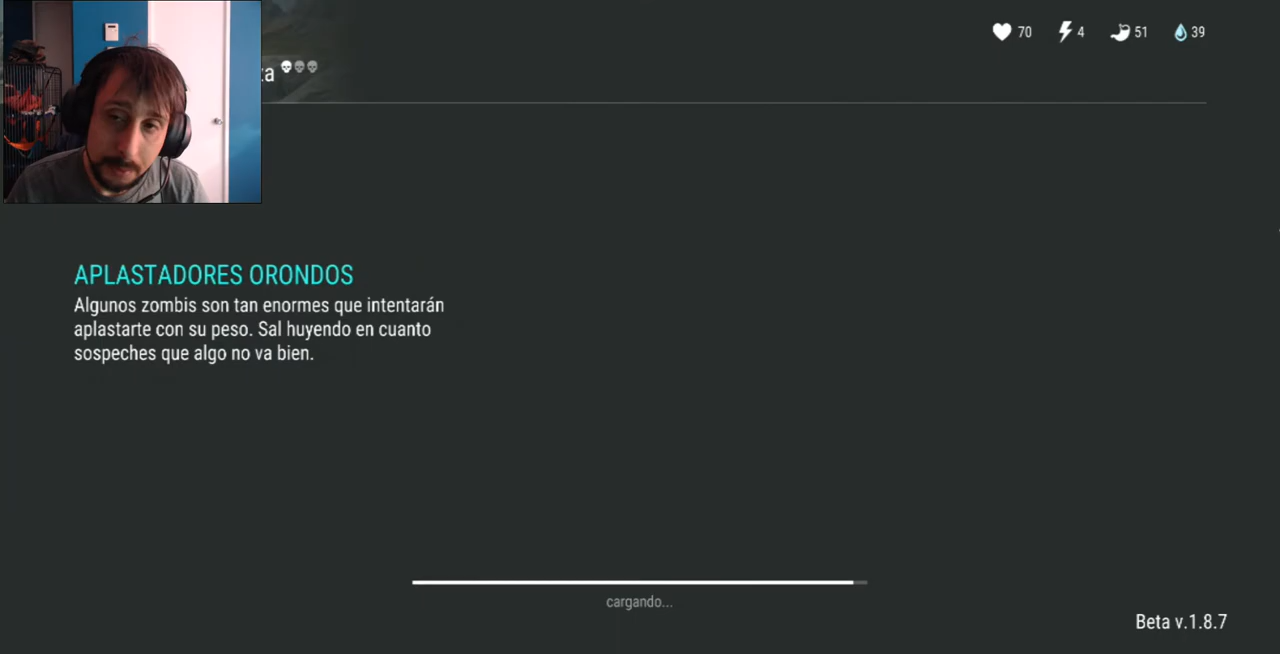 70 4 51 39
APLASTADORES ORONDOS
Algunos zombis son tan enormes que intentarán
aplastarte con su peso. Sal huyendo en cuanto
sospeches que algo no va bien.
cargando...
Beta v.1.8.7